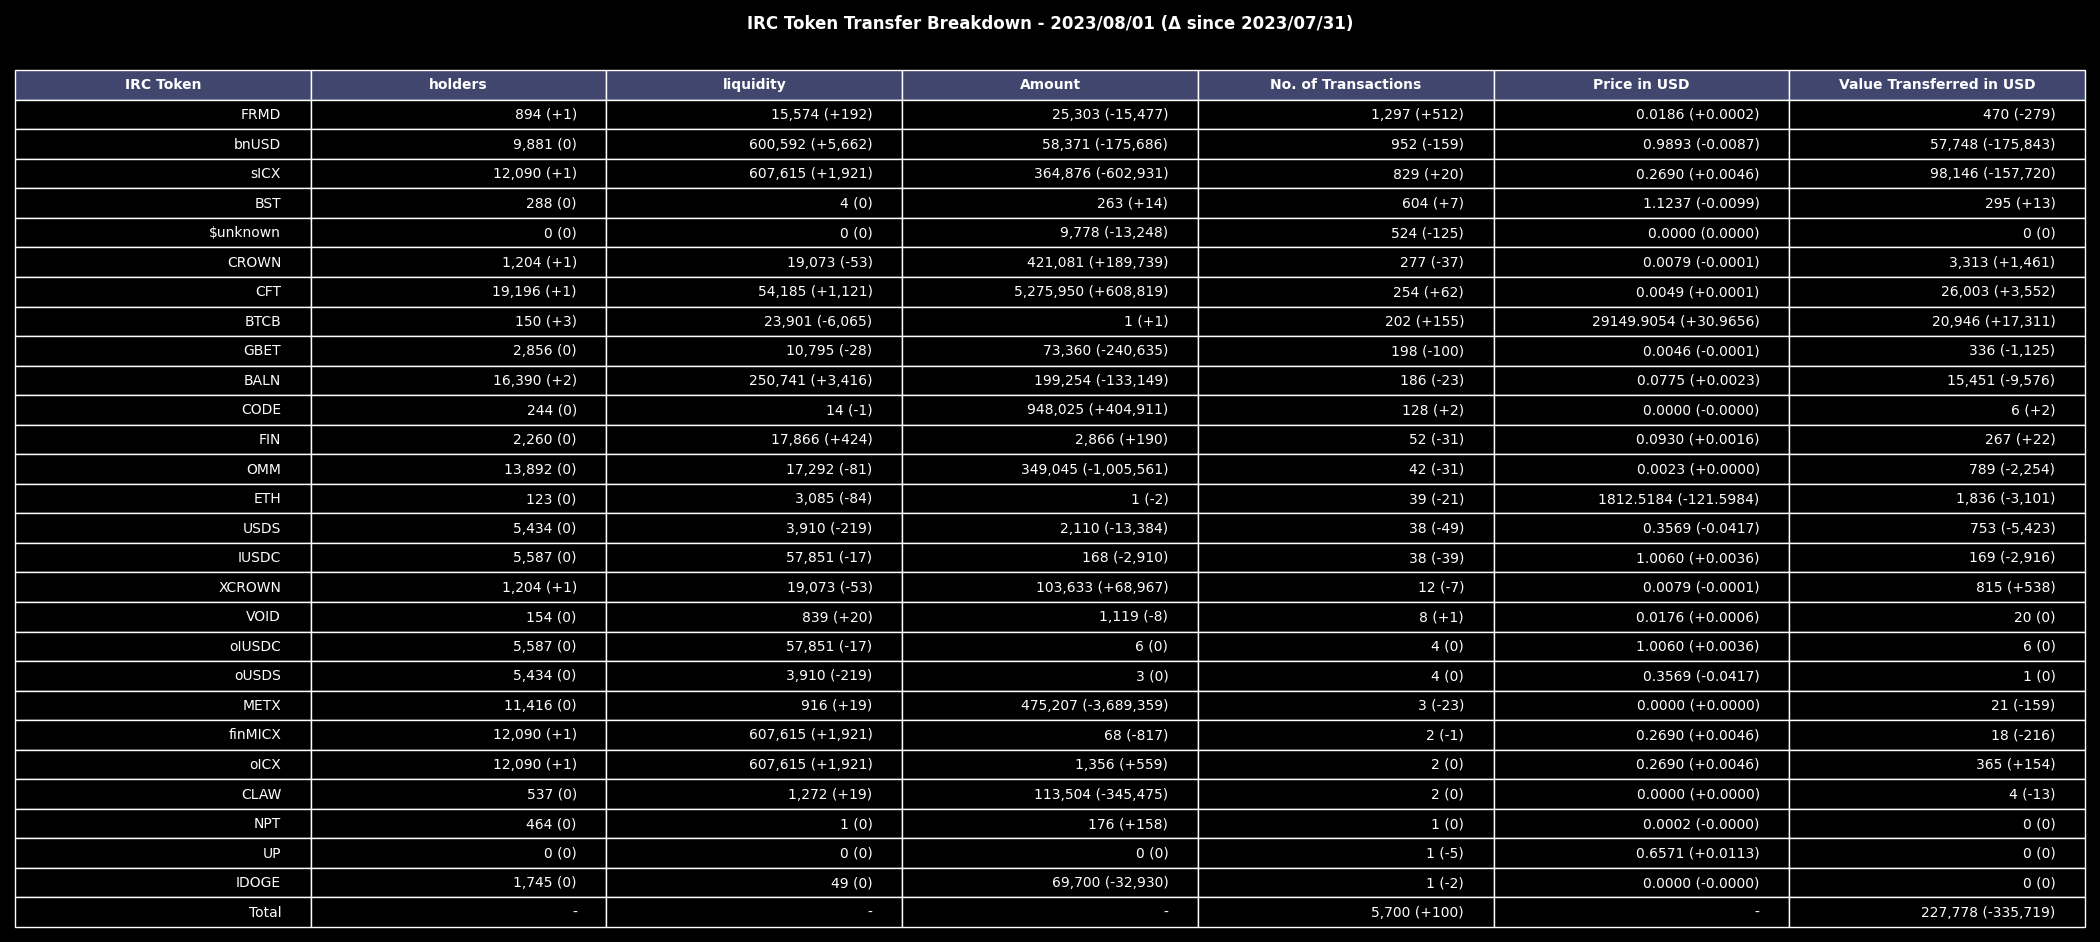 IRC Token Transfer Breakdown - 2023/08/01 (Δ since 2023/07/31)
IRC Token holders liquidity Amount No. of Transactions Price in USD Value Transferred in USD
FRMD 894 (+1) 15,574 (+192) 25,303 (-15,477) 1,297 (+512) 0.0186 (+0.0002) 470 (-279)
bnUSD 9,881 (0) 600,592 (+5,662) 58,371 (-175,686) 952 (-159) 0.9893 (-0.0087) 57,748 (-175,843)
sICX 12,090 (+1) 607,615 (+1,921) 364,876 (-602,931) 829 (+20) 0.2690 (+0.0046) 98,146 (-157,720)
BST 288 (0) 4 (0) 263 (+14) 604 (+7) 1.1237 (-0.0099) 295 (+13)
$unknown 0 (0) 0 (0) 9,778 (-13,248) 524 (-125) 0.0000 (0.0000) 0 (0)
CROWN 1,204 (+1) 19,073 (-53) 421,081 (+189,739) 277 (-37) 0.0079 (-0.0001) 3,313 (+1,461)
CFT 19,196 (+1) 54,185 (+1,121) 5,275,950 (+608,819) 254 (+62) 0.0049 (+0.0001) 26,003 (+3,552)
BTCB 150 (+3) 23,901 (-6,065) 1 (+1) 202 (+155) 29149.9054 (+30.9656) 20,946 (+17,311)
GBET 2,856 (0) 10,795 (-28) 73,360 (-240,635) 198 (-100) 0.0046 (-0.0001) 336 (-1,125)
BALN 16,390 (+2) 250,741 (+3,416) 199,254 (-133,149) 186 (-23) 0.0775 (+0.0023) 15,451 (-9,576)
CODE 244 (0) 14 (-1) 948,025 (+404,911) 128 (+2) 0.0000 (-0.0000) 6 (+2)
FIN 2,260 (0) 17,866 (+424) 2,866 (+190) 52 (-31) 0.0930 (+0.0016) 267 (+22)
OMM 13,892 (0) 17,292 (-81) 349,045 (-1,005,561) 42 (-31) 0.0023 (+0.0000) 789 (-2,254)
ETH 123 (0) 3,085 (-84) 1 (-2) 39 (-21) 1812.5184 (-121.5984) 1,836 (-3,101)
USDS 5,434 (0) 3,910 (-219) 2,110 (-13,384) 38 (-49) 0.3569 (-0.0417) 753 (-5,423)
IUSDC 5,587 (0) 57,851 (-17) 168 (-2,910) 38 (-39) 1.0060 (+0.0036) 169 (-2,916)
XCROWN 1,204 (+1) 19,073 (-53) 103,633 (+68,967) 12 (-7) 0.0079 (-0.0001) 815 (+538)
VOID 154 (0) 839 (+20) 1,119 (-8) 8 (+1) 0.0176 (+0.0006) 20 (0)
oIUSDC 5,587 (0) 57,851 (-17) 6 (0) 4 (0) 1.0060 (+0.0036) 6 (0)
oUSDS 5,434 (0) 3,910 (-219) 3 (0) 4 (0) 0.3569 (-0.0417) 1 (0)
METX 11,416 (0) 916 (+19) 475,207 (-3,689,359) 3 (-23) 0.0000 (+0.0000) 21 (-159)
finMICX 12,090 (+1) 607,615 (+1,921) 68 (-817) 2 (-1) 0.2690 (+0.0046) 18 (-216)
oICX 12,090 (+1) 607,615 (+1,921) 1,356 (+559) 2 (0) 0.2690 (+0.0046) 365 (+154)
CLAW 537 (0) 1,272 (+19) 113,504 (-345,475) 2 (0) 0.0000 (+0.0000) 4 (-13)
NPT 464 (0) 1 (0) 176 (+158) 1 (0) 0.0002 (-0.0000) 0 (0)
UP 0 (0) 0 (0) 0 (0) 1 (-5) 0.6571 (+0.0113) 0 (0)
IDOGE 1,745 (0) 49 (0) 69,700 (-32,930) 1 (-2) 0.0000 (-0.0000) 0 (0)
Total - - - 5,700 (+100) - 227,778 (-335,719)